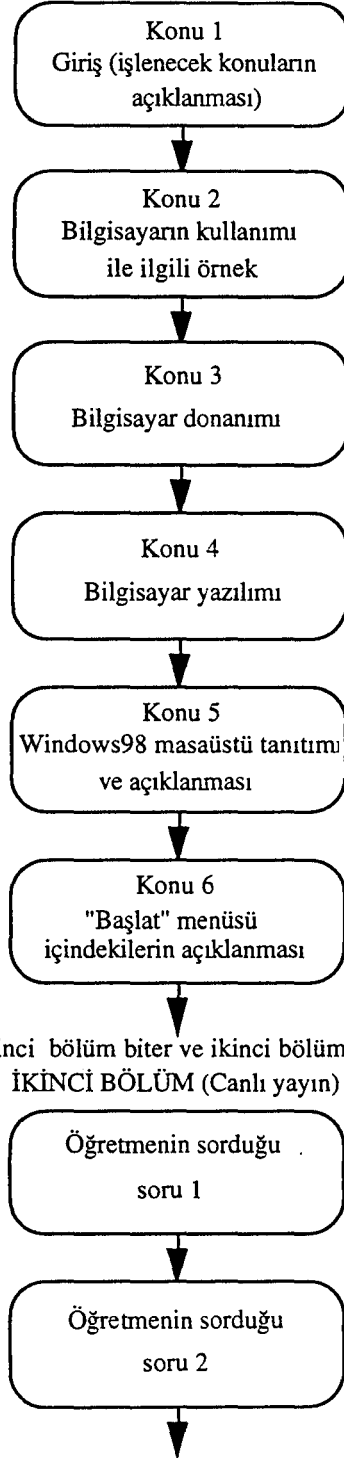 Konu 1
Giriş (işlenecek konuların
açıklanması)
Konu 2
Bilgisayarın kullanımı
ile ilgili örnek
Konu 3
Bilgisayar donanımı
Konu 4
Bilgisayar yazılımı
Konu 5
Windows98 masaüstü tanıtımı
ve açıklanması
Konu 6
"Başlat" menüsü
içindekilerin açıklanması
bölüm biter ve ikinci bölüm
İKİNCİ BÖLÜM (Canlı yayın)
Öğretmenin sorduğu
soru 1
Öğretmenin sorduğu
soru 2